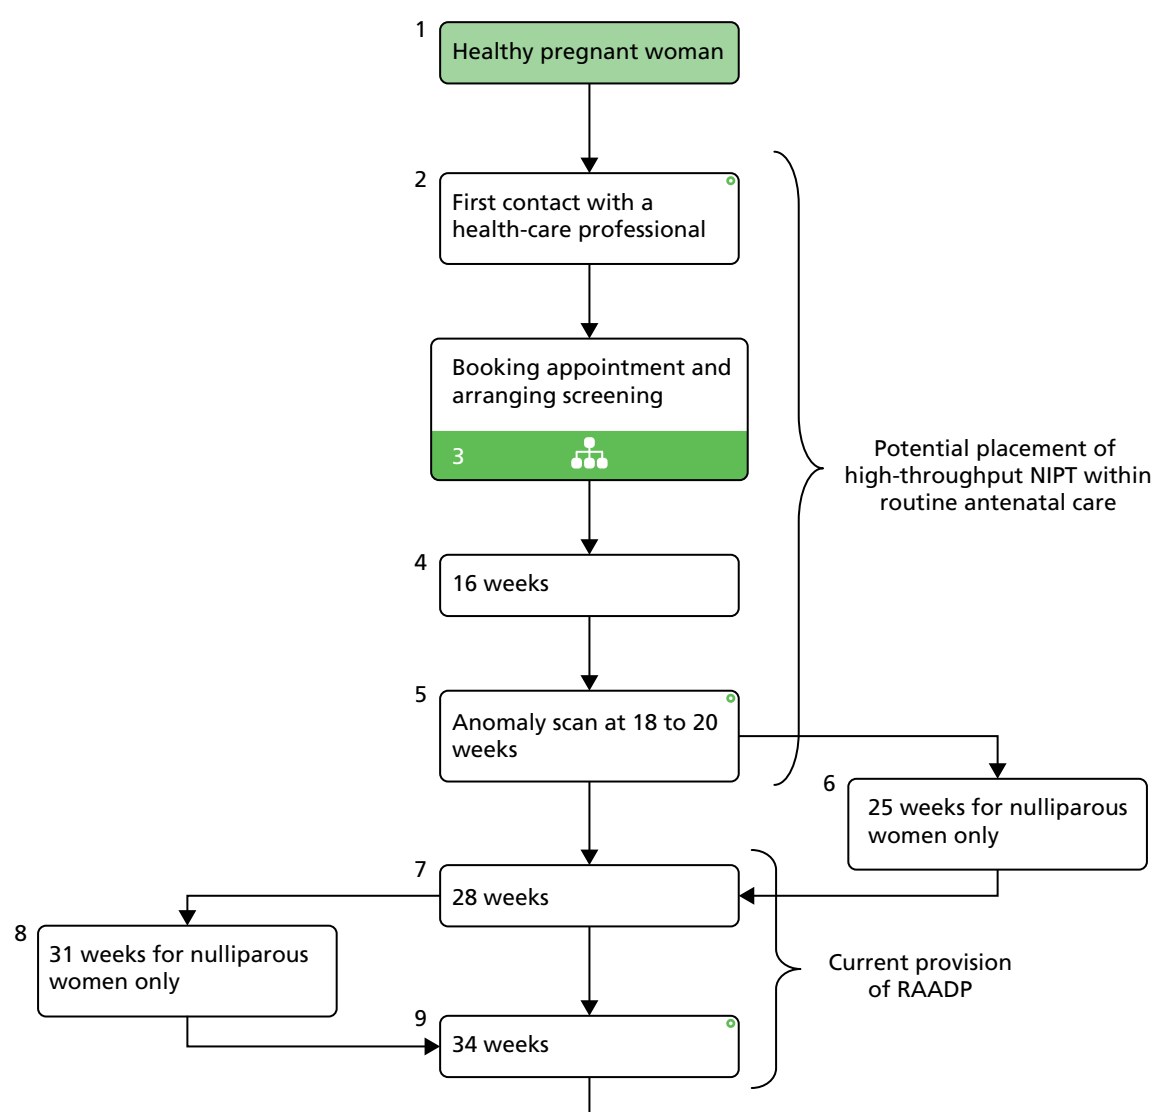 1
Healthy pregnant woman
2
First contact with a
health-care professional
Booking appointment and
arranging screening
3
Potential placement of
high-throughput NIPT within
routine antenatal care
4
16 weeks
5
Anomaly scan at 18 to 20
weeks
6
25 weeks for nulliparous
women only
7
28 weeks
8
31 weeks for nulliparous
women only
Current provision
of RAADP
9
34 weeks